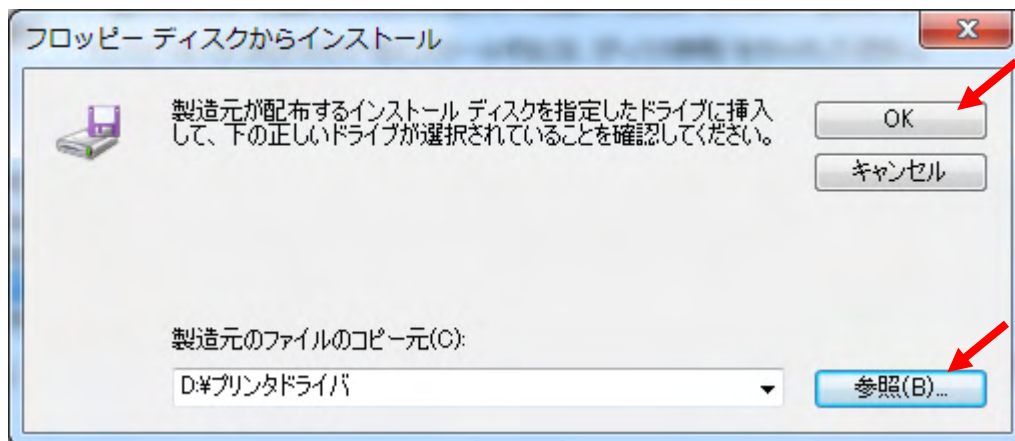 フロッピー ディスクからインストール
製造元が配布するインストール ディスクを指定したドライブに挿入
して、下の正しいドライブが選択されていることを確認してください。
OK
キャンセル
製造元のファイルのコピー元(C):
D:¥プリンタドライバ
参照(B)...